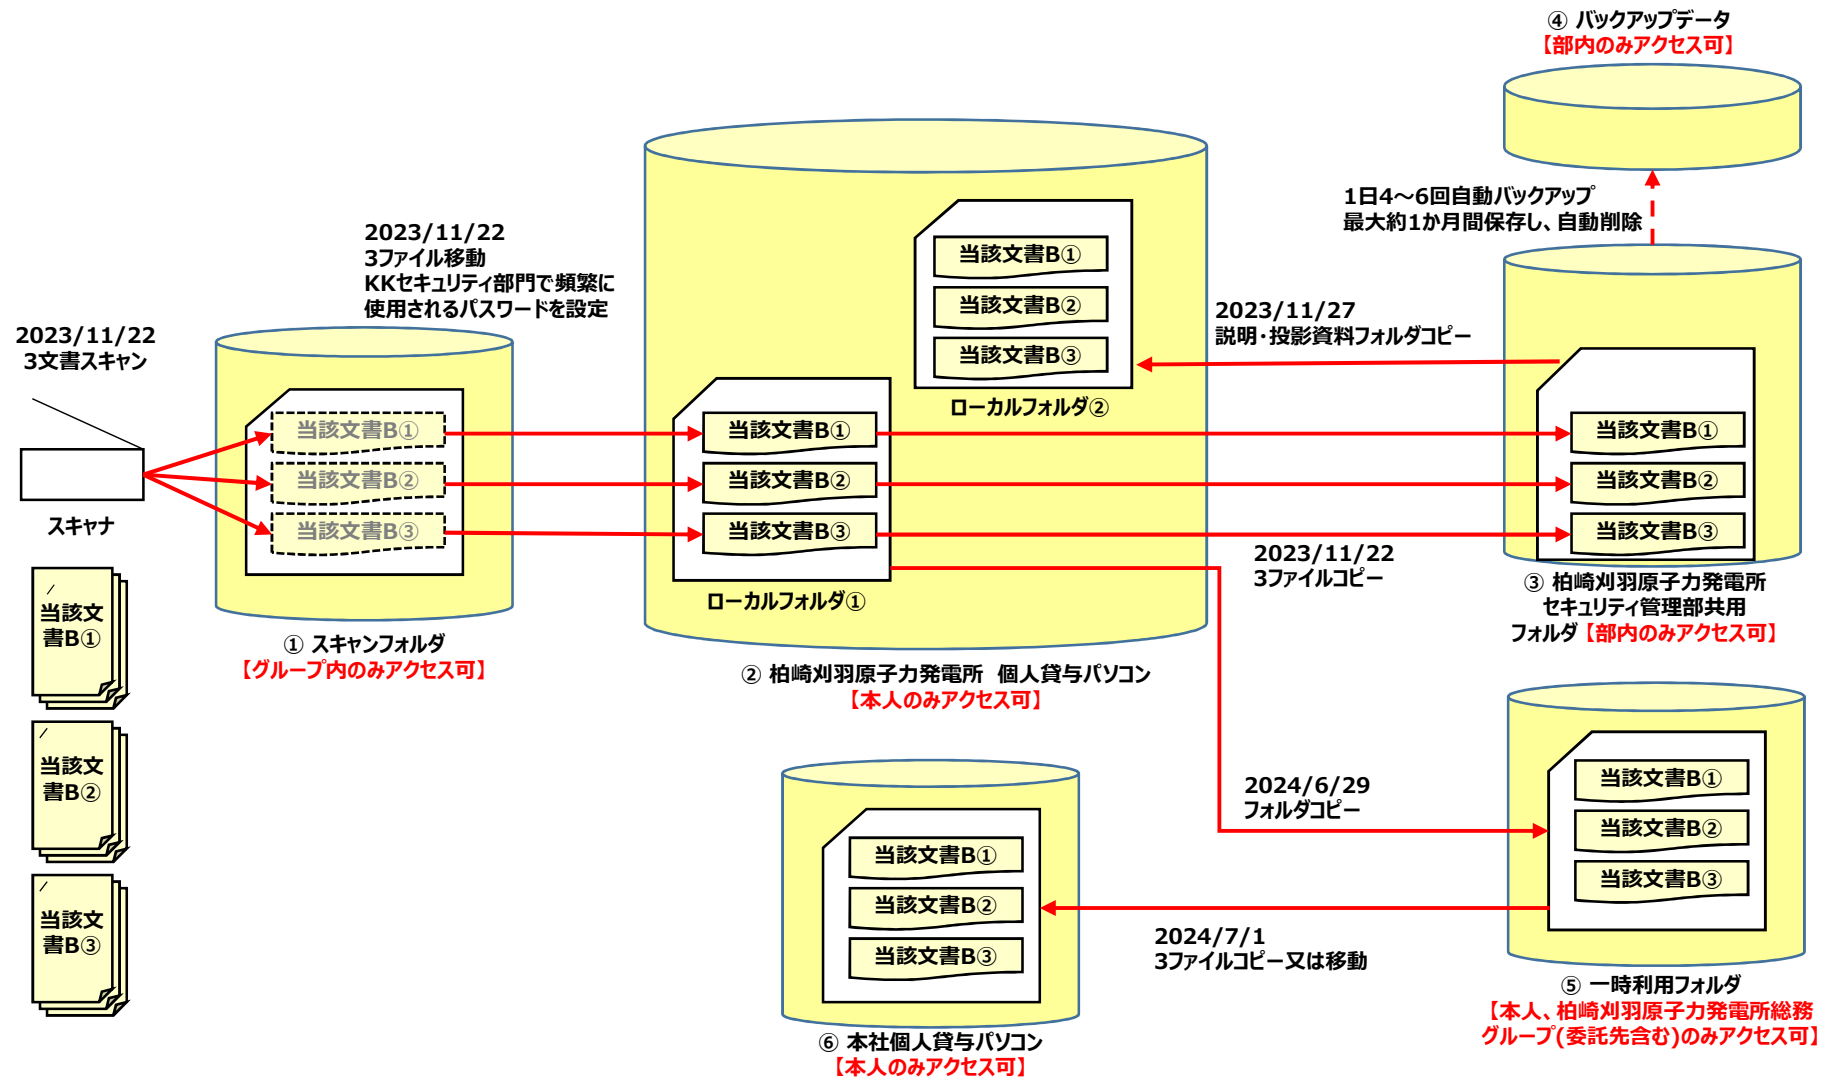 ④ バックアップデータ
【部内のみアクセス可】
1日4～6回自動バックアップ
最大約1か月間保存し、自動削除
2023/11/22
3ファイル移動
KKセキュリティ部門で頻繁に
使用されるパスワードを設定
2023/11/22
3文書スキャン
スキャナ
当該文
書B①
当該文
書B②
当該文
書B③
当該文書B①
当該文書B②
当該文書B③
① スキャンフォルダ
【グループ内のみアクセス可】
当該文書B①
当該文書B②
当該文書B③
ローカルフォルダ②
当該文書B①
当該文書B②
当該文書B③
ローカルフォルダ①
② 柏崎刈羽原子力発電所 個人貸与パソコン
【本人のみアクセス可】
2023/11/27
説明・投影資料フォルダコピー
2023/11/22
3ファイルコピー
当該文書B①
当該文書B②
当該文書B③
③ 柏崎刈羽原子力発電所
セキュリティ管理部共用
フォルダ【部内のみアクセス可】
2024/6/29
フォルダコピー
当該文書B①
当該文書B②
当該文書B③
⑤ 一時利用フォルダ
【本人、柏崎刈羽原子力発電所総務
グループ(委託先含む)のみアクセス可】
2024/7/1
3ファイルコピー又は移動
当該文書B①
当該文書B②
当該文書B③
⑥ 本社個人貸与パソコン
【本人のみアクセス可】